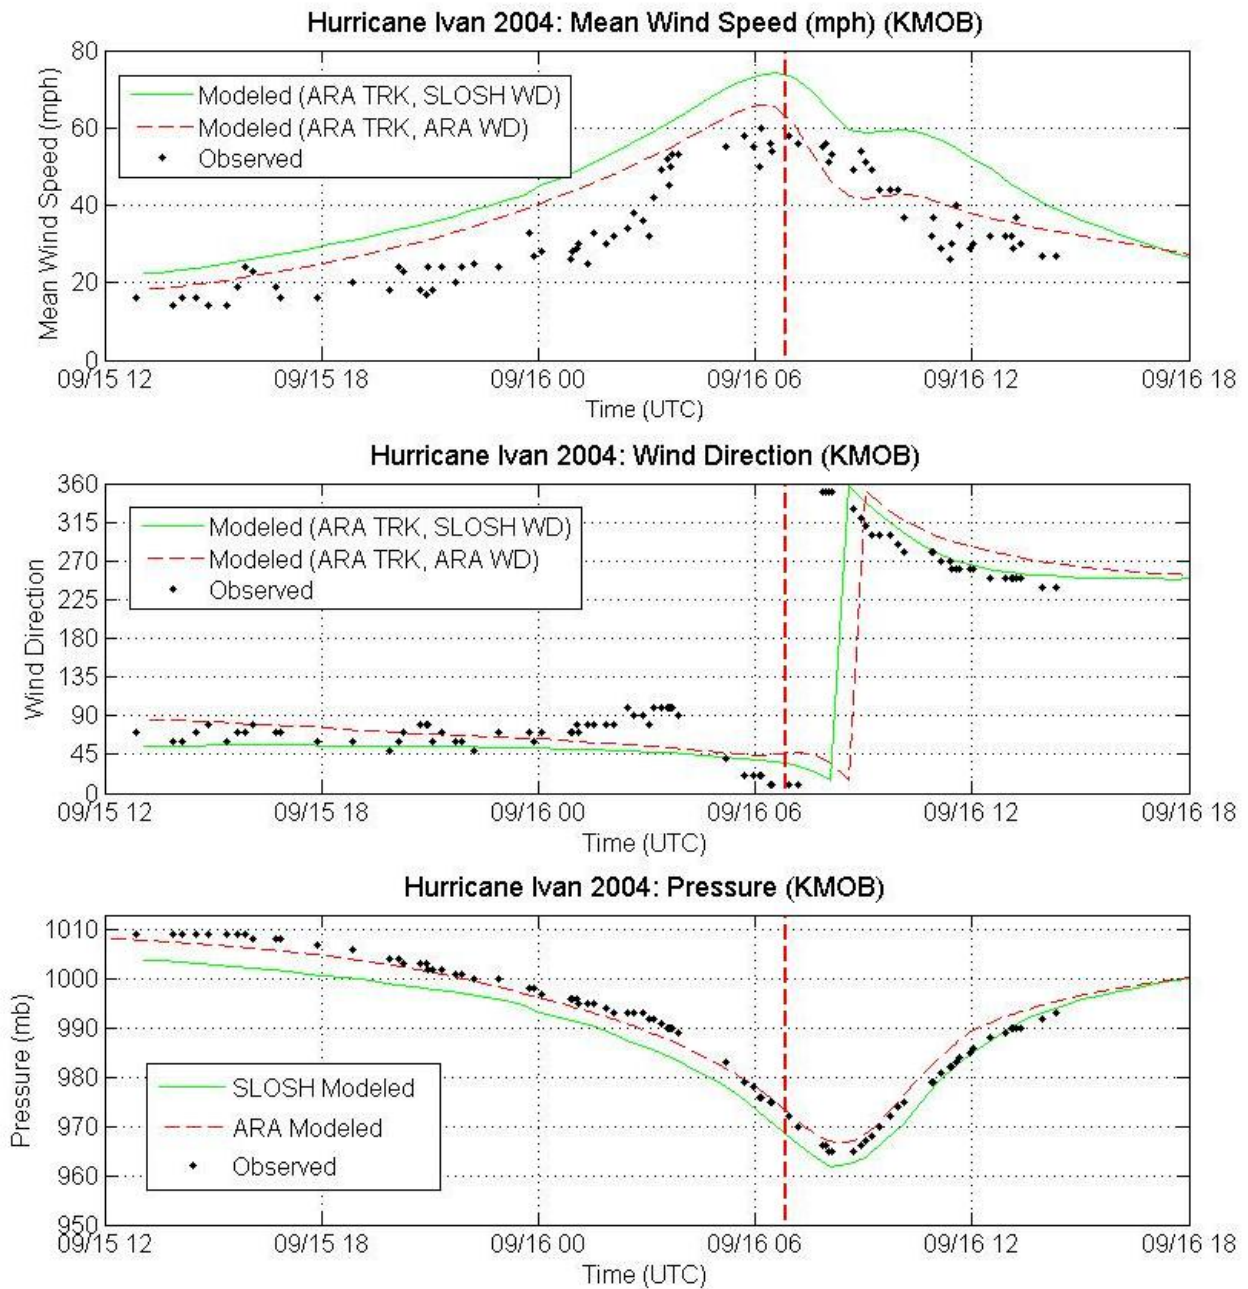 Hurricane Ivan 2004: Mean Wind Speed (mph) (KMOB)
80
60
40
20
0
Mean Wind Speed (mph)
Modeled (ARA TRK, SLOSH WD)
Modeled (ARA TRK, ARA WD)
Observed
09/15 12 09/15 18 09/16 00 09/16 06 09/16 12 09/16 18
Time (UTC)
Hurricane Ivan 2004: Wind Direction (KMOB)
360
315
270
225
180
135
90
45
0
Wind Direction
Modeled (ARA TRK, SLOSH WD)
Modeled (ARA TRK, ARA WD)
Observed
09/15 12 09/15 18 09/16 00 09/16 06 09/16 12 09/16 18
Time (UTC)
Hurricane Ivan 2004: Pressure (KMOB)
1010
1000
990
980
970
960
950
Pressure (mb)
SLOSH Modeled
ARA Modeled
Observed
09/15 12 09/15 18 09/16 00 09/16 06 09/16 12 09/16 18
Time (UTC)